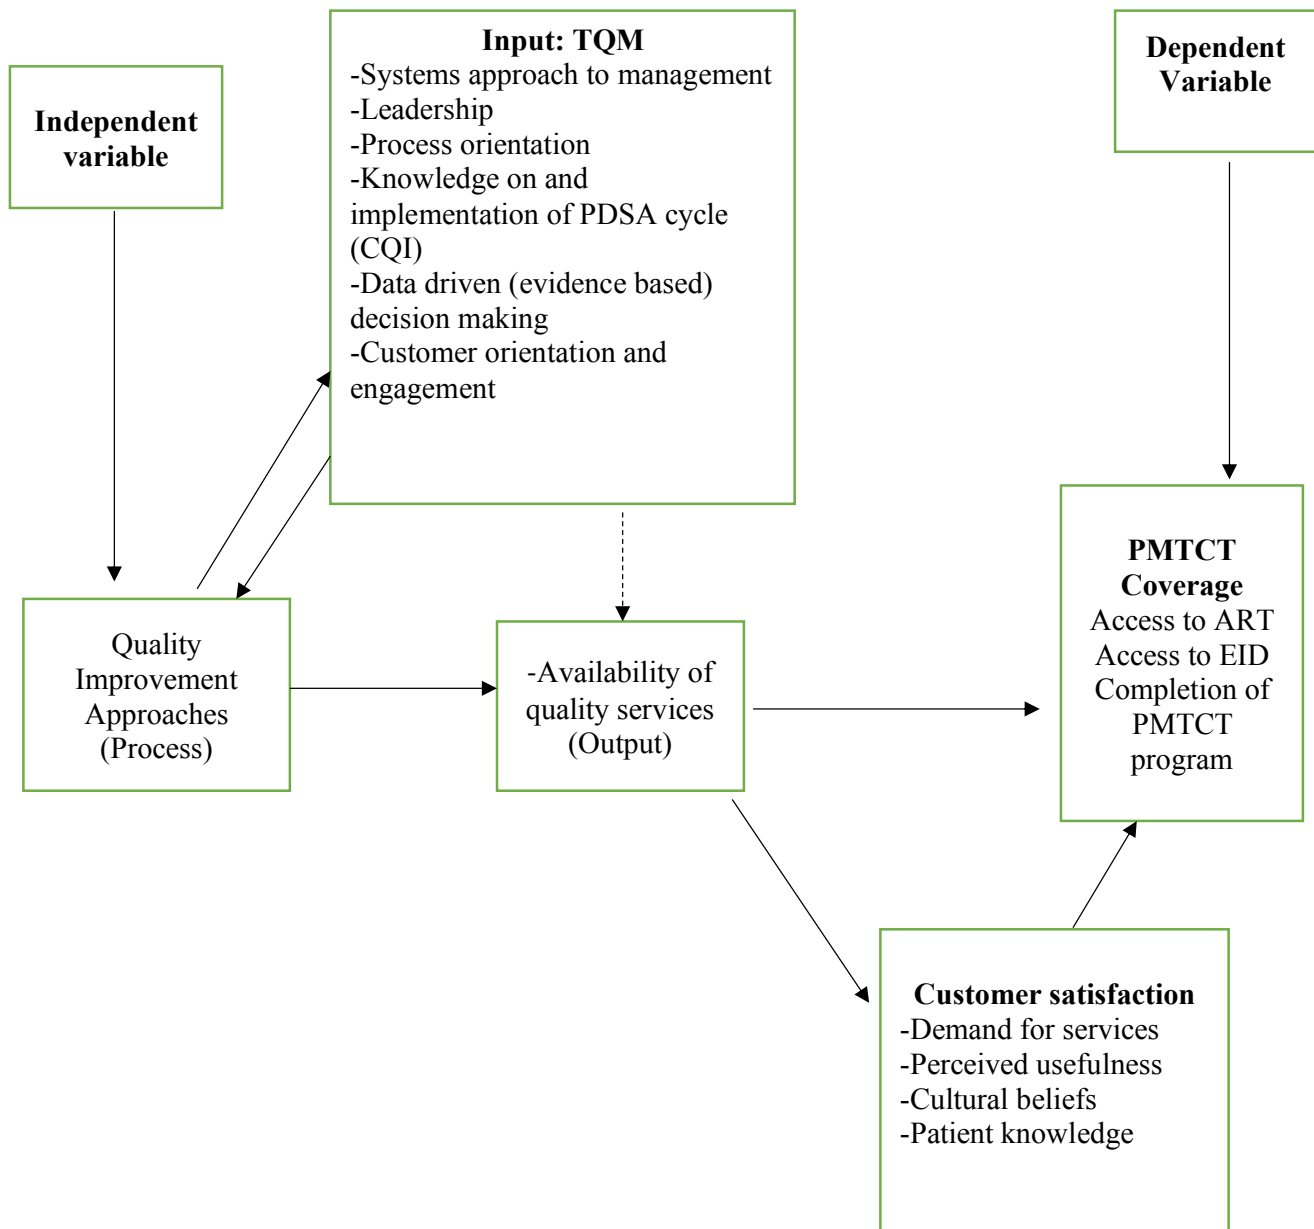 Input: TQM
-Systems approach to management
-Leadership
-Process orientation
-Knowledge on and
implementation of PDSA cycle
(CQI)
-Data driven (evidence based)
decision making
-Customer orientation and
engagement
Dependent
Variable
Independent
variable
PMTCT
Coverage
Access to ART
Access to EID
Completion of
PMTCT
program
Quality
Improvement
Approaches
(Process)
-Availability of
quality services
(Output)
Customer satisfaction
-Demand for services
-Perceived usefulness
-Cultural beliefs
-Patient knowledge